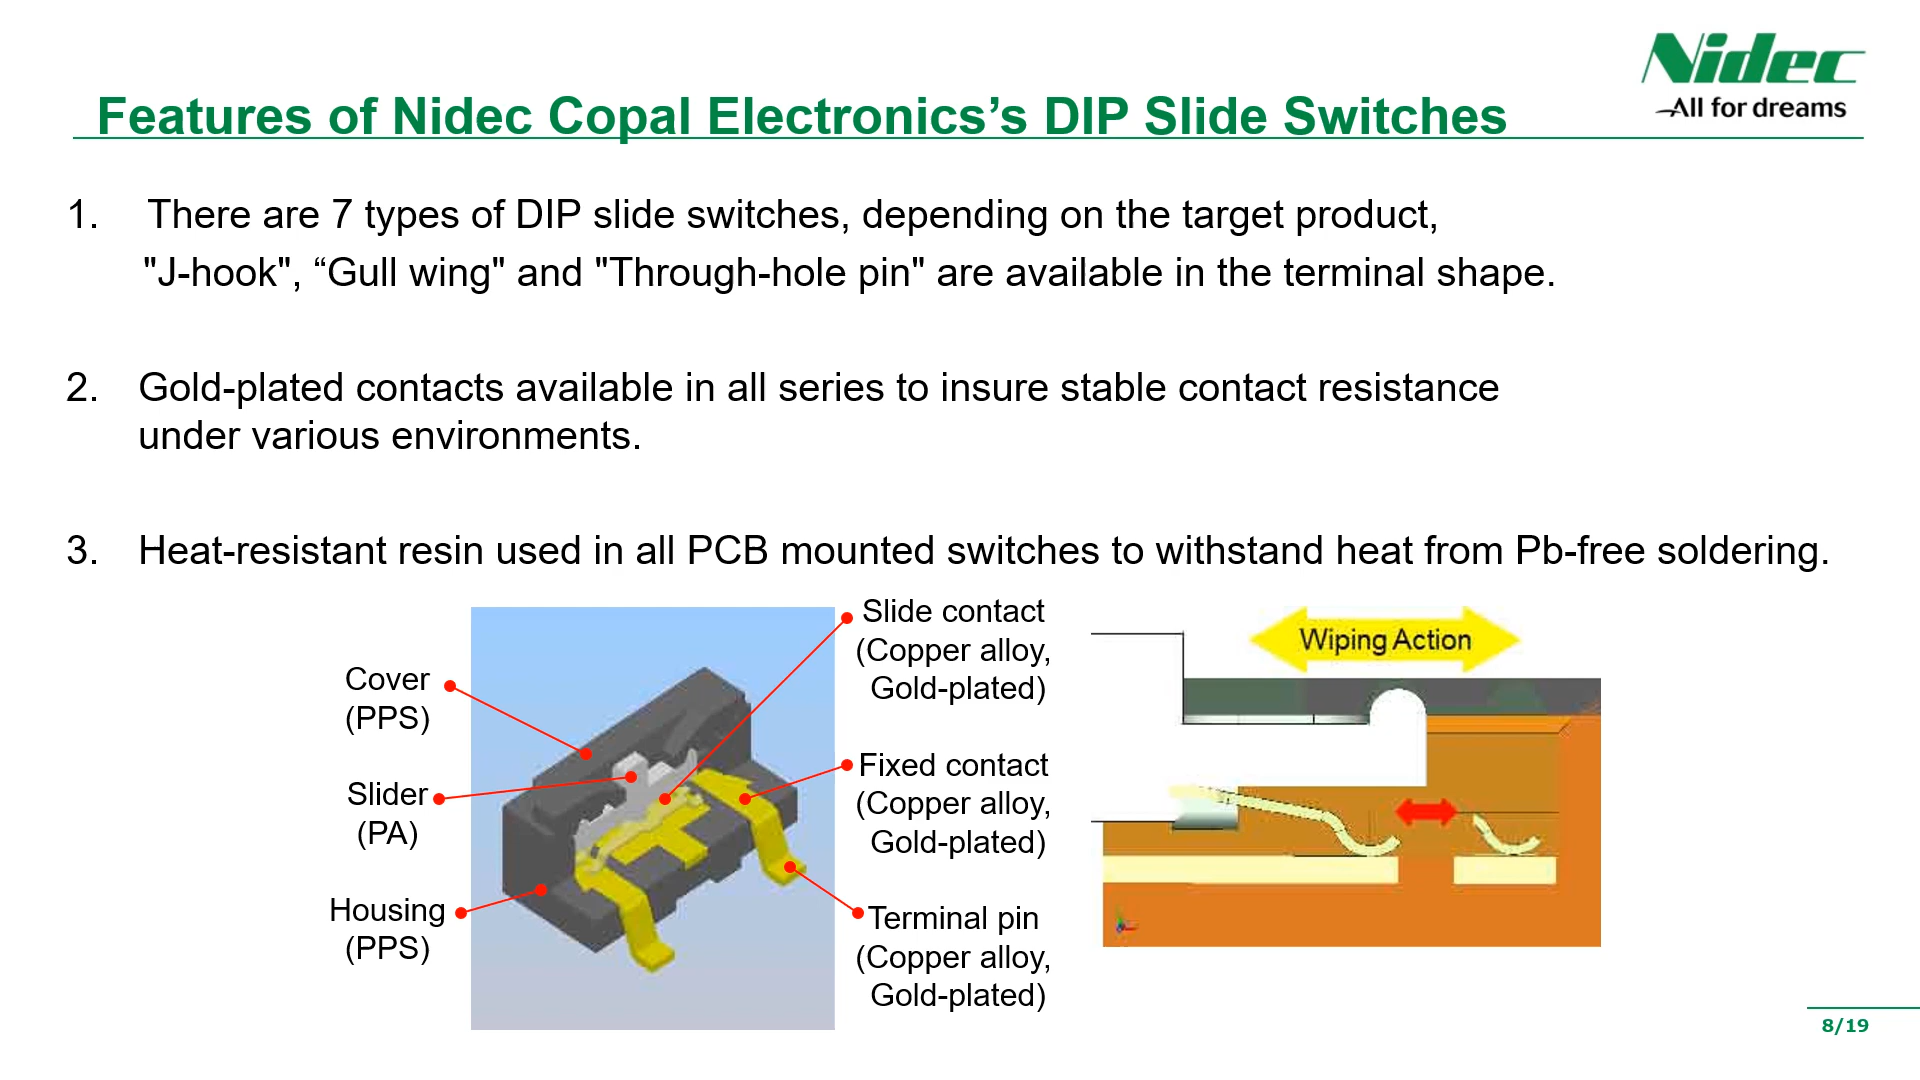 Nidec
All for dreams
Features of Nidec Copal Electronics’s DIP Slide Switches
1. There are 7 types of DIP slide switches, depending on the target product,
"J-hook", “Gull wing" and "Through-hole pin" are available in the terminal shape.
2. Gold-plated contacts available in all series to insure stable contact resistance
under various environments.
3. Heat-resistant resin used in all PCB mounted switches to withstand heat from Pb-free soldering.
Cover
(PPS)
Slider
(PA)
Housing
(PPS)
Slide contact
(Copper alloy,
Gold-plated)
Fixed contact
(Copper alloy,
Gold-plated)
Terminal pin
(Copper alloy,
Gold-plated)
Wiping Action
8/19